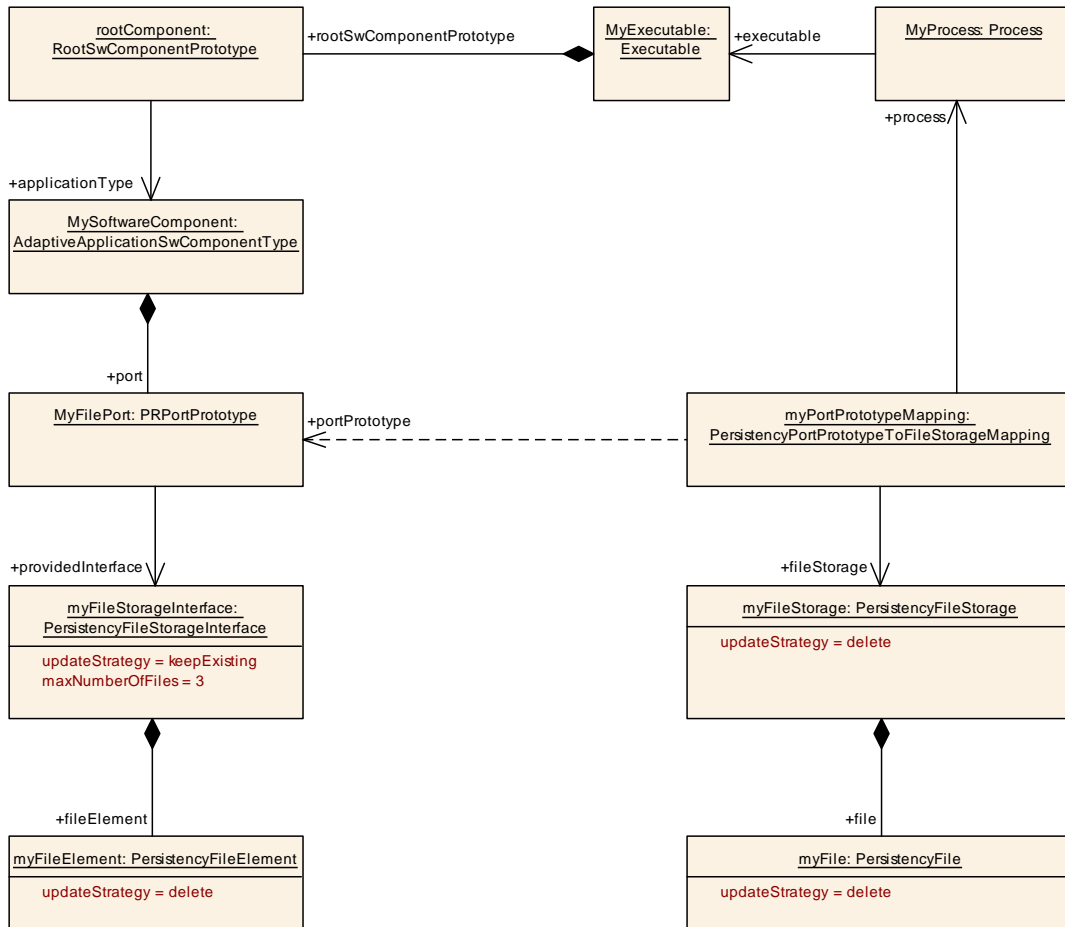 rootComponent:
RootSwComponentPrototype
+rootSwComponentPrototype
MyExecutable:
Executable
+executable
MyProcess: Process
+process
+applicationType
MySoftwareComponent:
AdaptiveApplicationSwComponentType
+port
MyFilePort: PRPortPrototype
+portPrototype
myPortPrototypeMapping:
PersistencyPortPrototypeToFileStorageMapping
+providedInterface
+fileStorage
myFileStorageInterface:
PersistencyFileStorageInterface
updateStrategy = keepExisting
maxNumberOfFiles = 3
myFileStorage: PersistencyFileStorage
updateStrategy = delete
+fileElement
+file
myFileElement: PersistencyFileElement
updateStrategy = delete
myFile: PersistencyFile
updateStrategy = delete